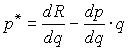 p* = dR/dq − dp/dq · q